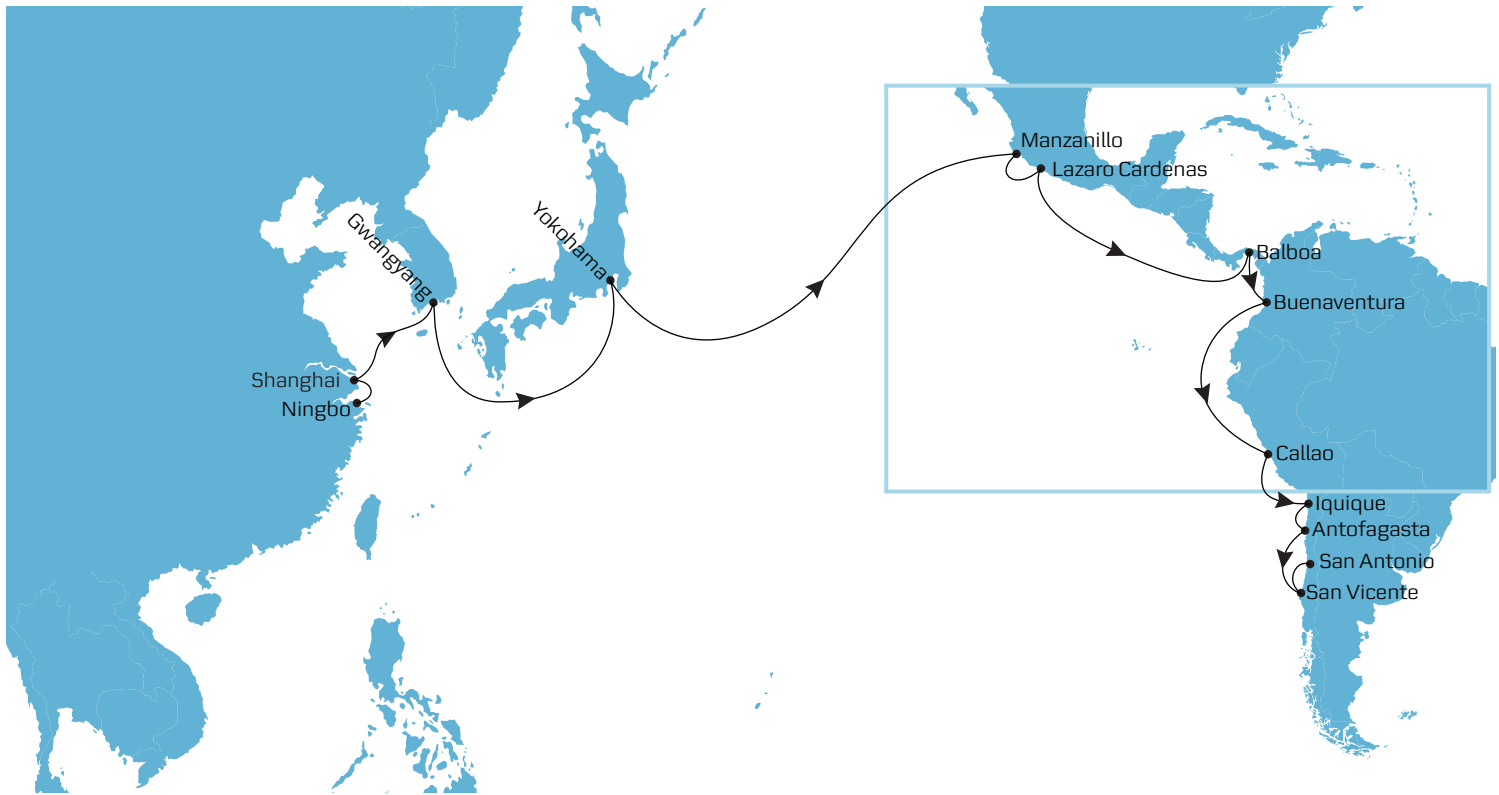 Manzanillo
Lazaro Cardenas
Gwangyang
Yokohama
Balboa
Buenaventura
Shanghai
Ningbo
Callao
Iquique
Antofagasta
San Antonio
San Vicente